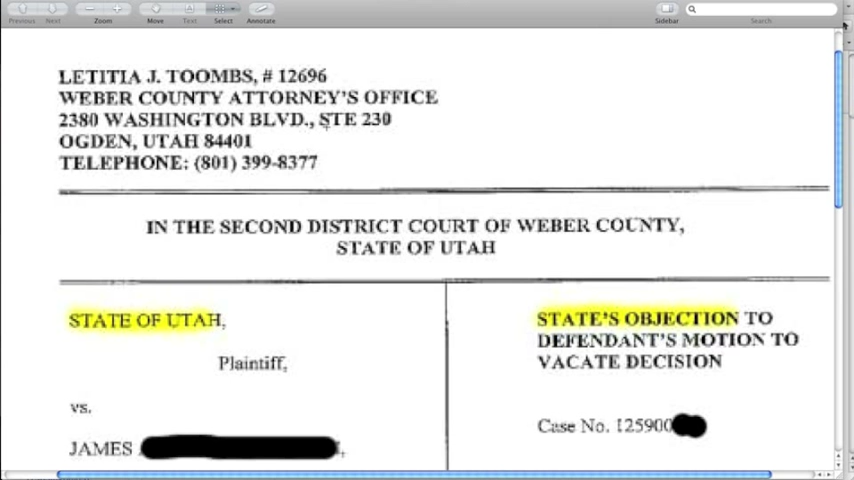 Previous Next Zoom Move Text Select Annotate Sidebar Search
LETITIA J. TOOMBS, # 12696
WEBER COUNTY ATTORNEY'S OFFICE
2380 WASHINGTON BLVD., STE 230
OGDEN, UTAH 84401
TELEPHONE: (801) 399-8377
IN THE SECOND DISTRICT COURT OF WEBER COUNTY,
STATE OF UTAH
STATE OF UTAH,
Plaintiff,
vs.
JAMES
STATE'S OBJECTION TO
DEFENDANT'S MOTION TO
VACATE DECISION
Case No. 125900